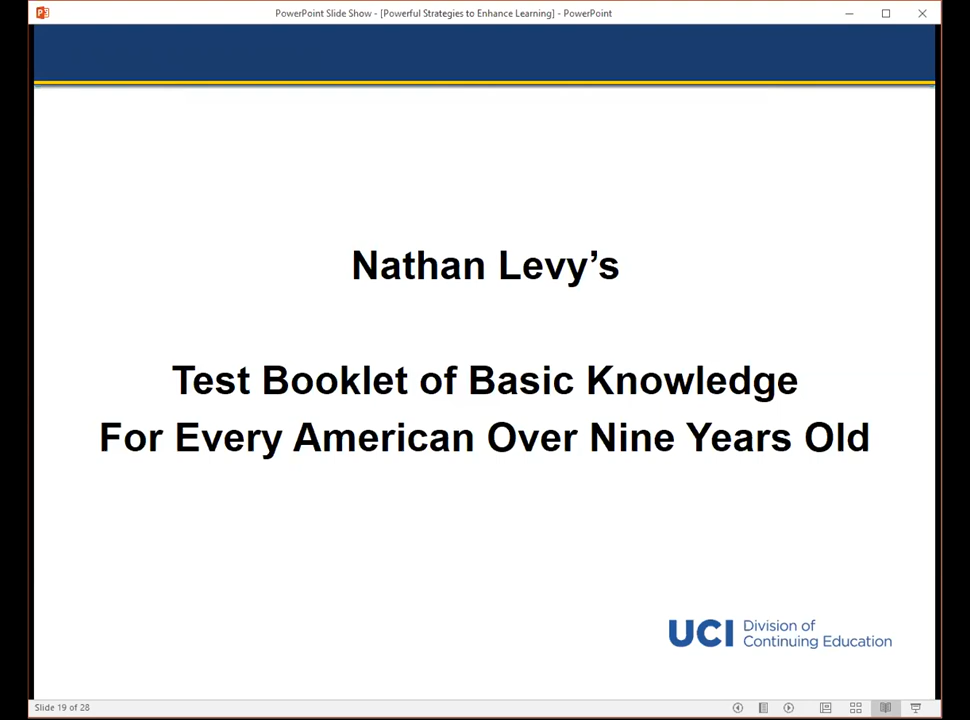 PowerPoint Slide Show - [Powerful Strategies to Enhance Learning] - PowerPoint
Nathan Levy’s
Test Booklet of Basic Knowledge
For Every American Over Nine Years Old
UCI Division of
Continuing Education
Slide 19 of 28